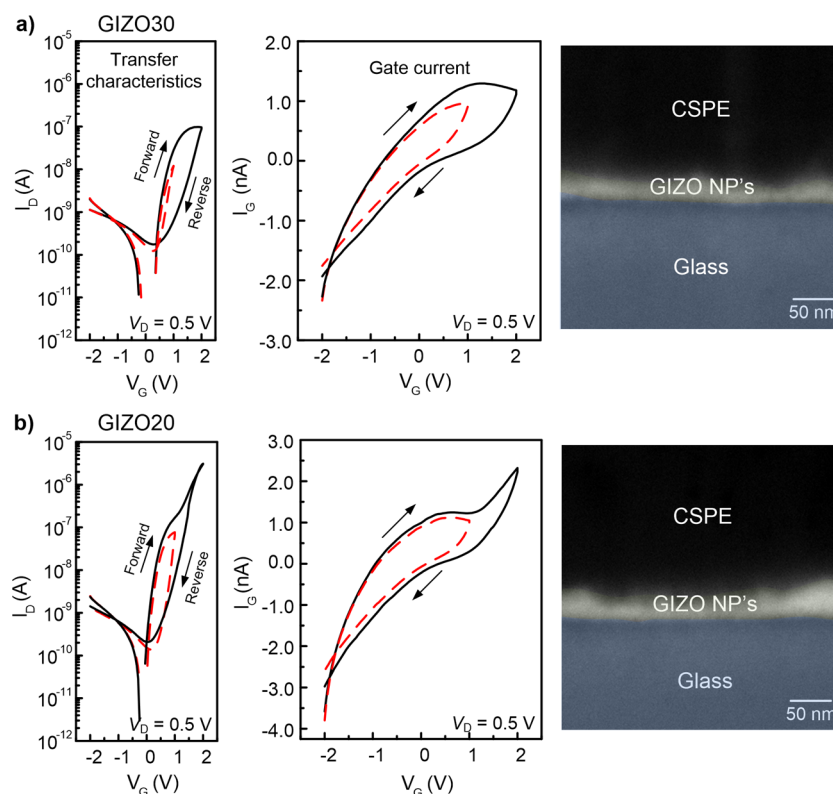 a) GIZO30
Transfer
characteristics
Forward
Reverse
V_D = 0.5 V
10^-5
10^-6
10^-7
10^-8
10^-9
10^-10
10^-11
10^-12
I_D (A)
-2 -1 0 1 2
V_G (V)
Gate current
V_D = 0.5 V
2.0
1.0
0.0
-1.0
-2.0
-3.0
I_G (nA)
-2 -1 0 1 2
V_G (V)
CSPE
GIZO NP's
Glass
50 nm
b) GIZO20
Forward
Reverse
V_D = 0.5 V
10^-5
10^-6
10^-7
10^-8
10^-9
10^-10
10^-11
10^-12
I_D (A)
-2 -1 0 1 2
V_G (V)
V_D = 0.5 V
3.0
2.0
1.0
0.0
-1.0
-2.0
-3.0
-4.0
I_G (nA)
-2 -1 0 1 2
V_G (V)
CSPE
GIZO NP's
Glass
50 nm